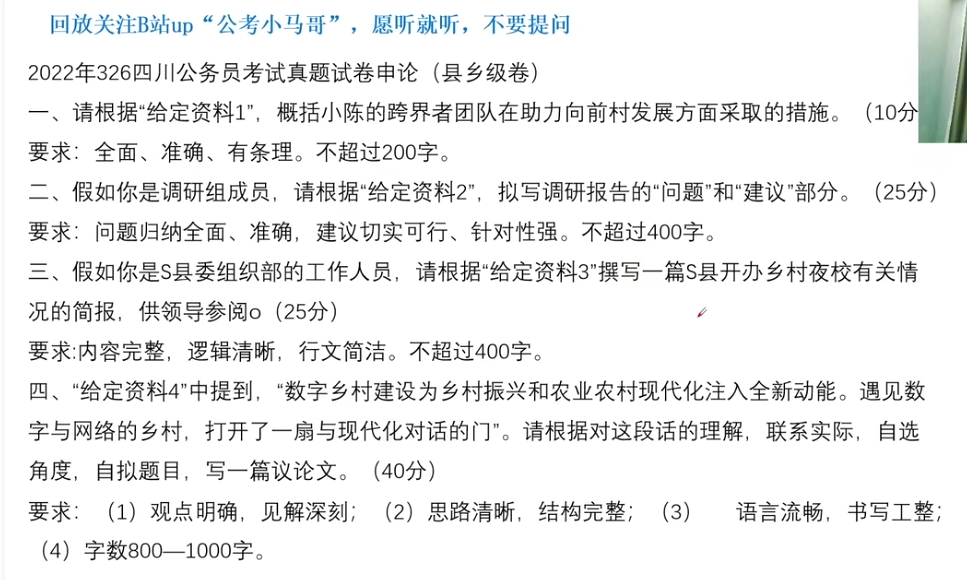 回放关注B站up“公考小马哥”，愿听就听，不要提问
2022年326四川公务员考试真题试卷申论（县乡级卷）
一、请根据“给定资料1”，概括小陈的跨界者团队在助力向前村发展方面采取的措施。（10分
要求：全面、准确、有条理。不超过200字。
二、假如你是调研组成员，请根据“给定资料2”，拟写调研报告的“问题”和“建议”部分。（25分）
要求：问题归纳全面、准确，建议切实可行、针对性强。不超过400字。
三、假如你是S县委组织部的工作人员，请根据“给定资料3”撰写一篇S县开办乡村夜校有关情
况的简报，供领导参阅o（25分）
要求:内容完整，逻辑清晰，行文简洁。不超过400字。
四、“给定资料4”中提到，“数字乡村建设为乡村振兴和农业农村现代化注入全新动能。遇见数
字与网络的乡村，打开了一扇与现代化对话的门”。请根据对这段话的理解，联系实际，自选
角度，自拟题目，写一篇议论文。（40分）
要求：（1）观点明确，见解深刻；（2）思路清晰，结构完整；（3） 语言流畅，书写工整；
（4）字数800—1000字。